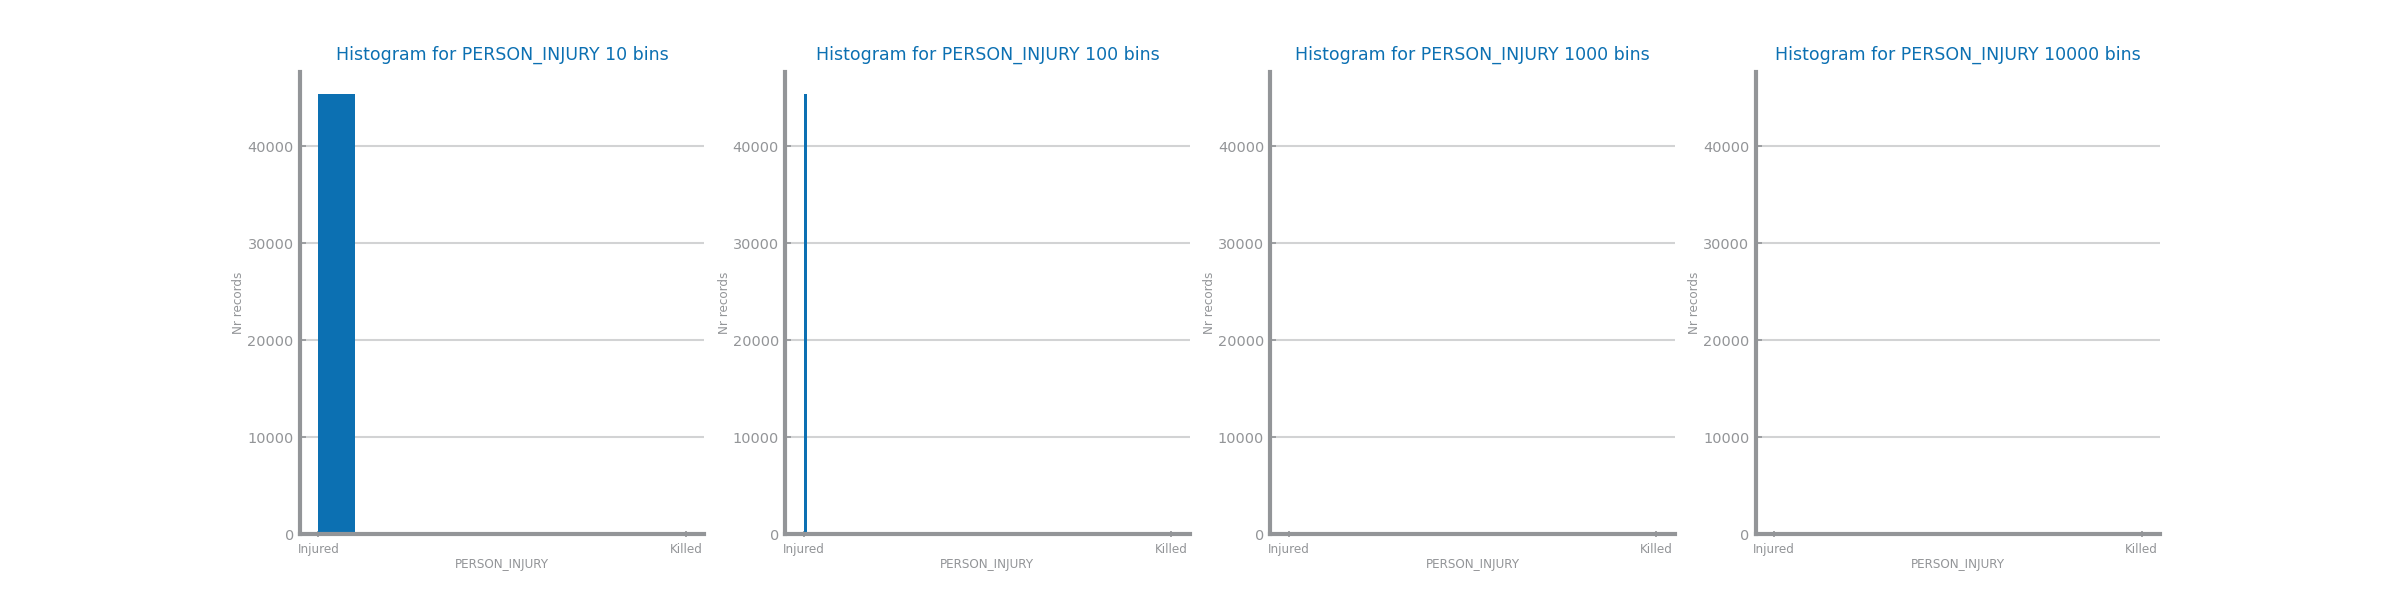 Histogram for PERSON_INJURY 10 bins
40000
30000
20000
10000
0
Nr records
Injured
Killed
PERSON_INJURY
Histogram for PERSON_INJURY 100 bins
40000
30000
20000
10000
0
Nr records
Injured
Killed
PERSON_INJURY
Histogram for PERSON_INJURY 1000 bins
40000
30000
20000
10000
0
Nr records
Injured
Killed
PERSON_INJURY
Histogram for PERSON_INJURY 10000 bins
40000
30000
20000
10000
0
Nr records
Injured
Killed
PERSON_INJURY